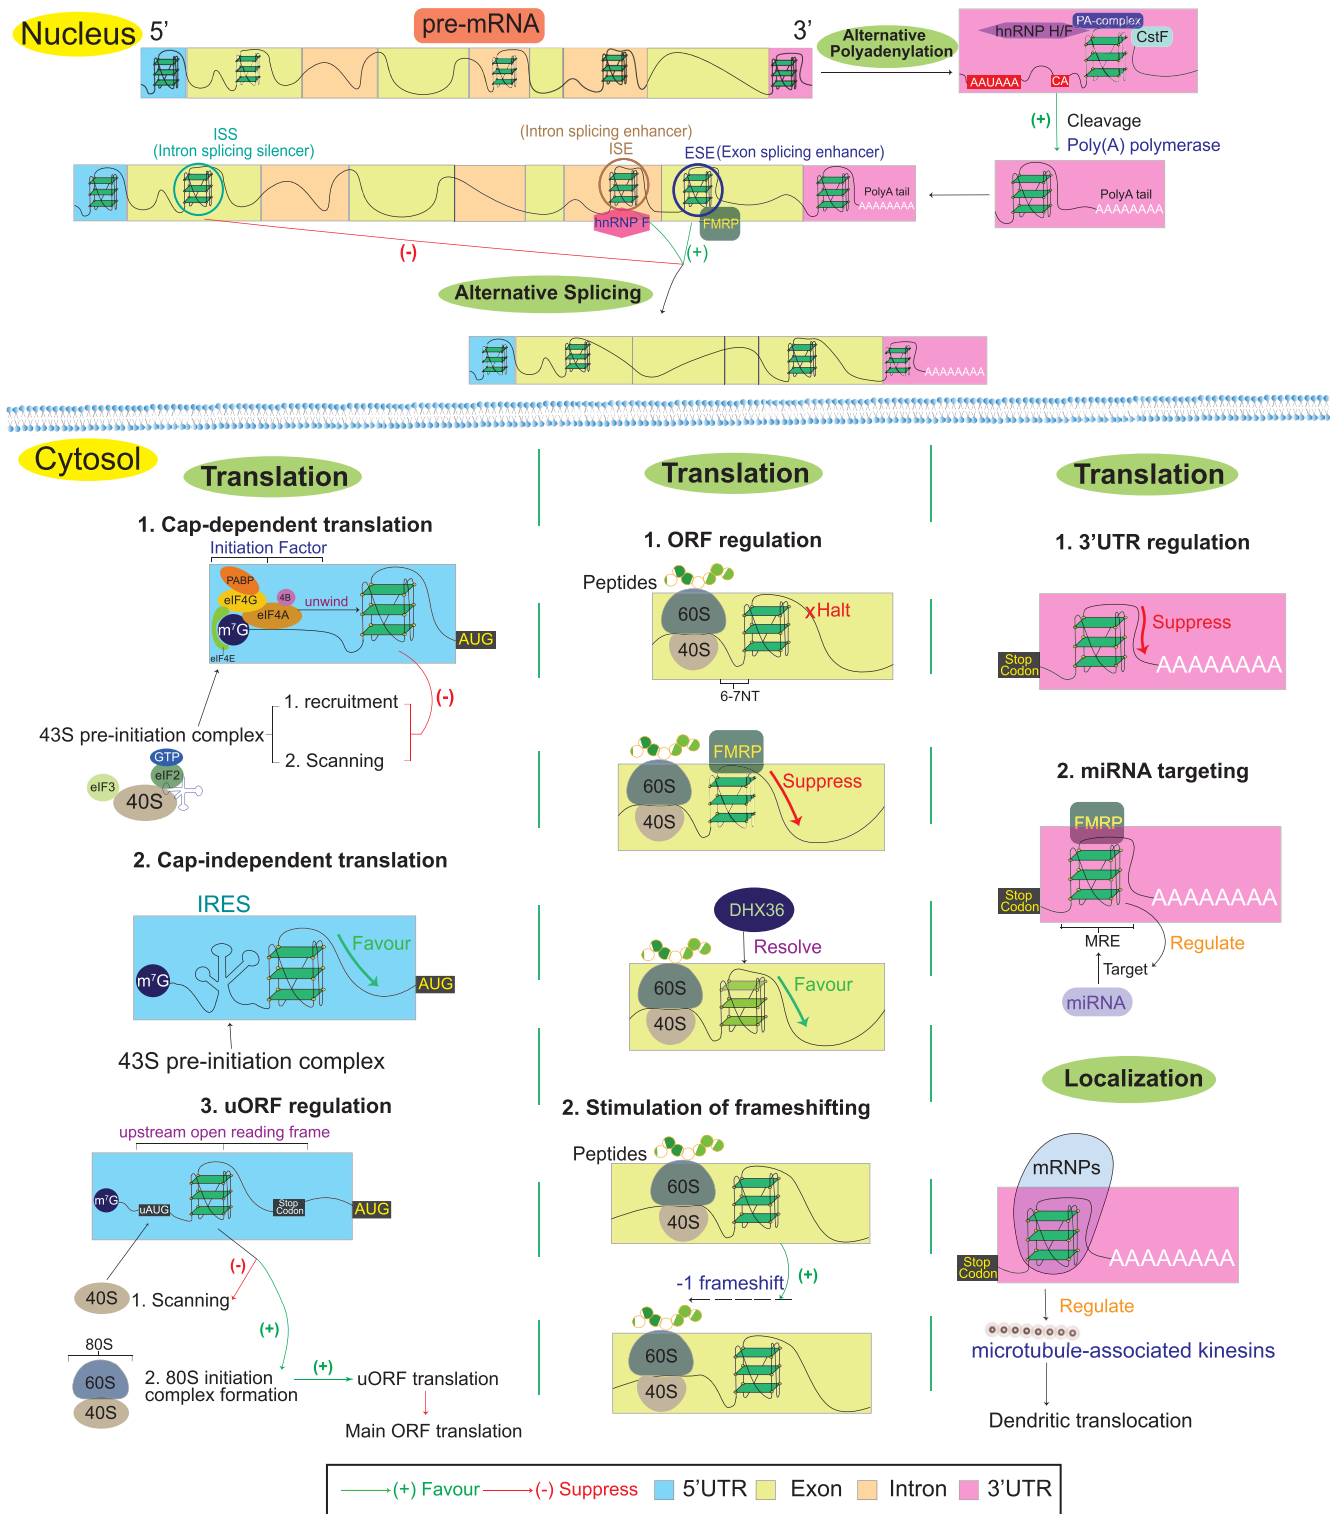 Nucleus
5’
pre-mRNA
3’
Alternative
Polyadenylation
hnRNP H/F
PA-complex
CstF
AAUAAA
CA
(+)
Cleavage
Poly(A) polymerase
ISS
(Intron splicing silencer)
(Intron splicing enhancer)
ISE
ESE(Exon splicing enhancer)
PolyA tail
AAAAAAAA
PolyA tail
AAAAAAAA
hnRNP F
FMRP
(-)
(+)
Alternative Splicing
AAAAAAAA
Cytosol
Translation
1. Cap-dependent translation
Initiation Factor
PABP
eIF4G
4B
eIF4A
unwind
m⁷G
eIF4E
AUG
(-)
1. recruitment
43S pre-initiation complex
2. Scanning
GTP
eIF2
eIF3
40S
2. Cap-independent translation
IRES
Favour
m⁷G
AUG
43S pre-initiation complex
3. uORF regulation
upstream open reading frame
m⁷G
uAUG
Stop
Codon
AUG
(-)
40S
1. Scanning
(+)
80S
60S
40S
2. 80S initiation
complex formation
(+)
uORF translation
Main ORF translation
Translation
1. ORF regulation
Peptides
60S
40S
xHalt
6-7NT
FMRP
60S
40S
Suppress
DHX36
Resolve
60S
40S
Favour
2. Stimulation of frameshifting
Peptides
60S
40S
-1 frameshift
(+)
60S
40S
Translation
1. 3’UTR regulation
Suppress
Stop
Codon
AAAAAAAA
2. miRNA targeting
FMRP
Stop
Codon
AAAAAAAA
MRE
Regulate
Target
miRNA
Localization
mRNPs
Stop
Codon
AAAAAAAA
Regulate
microtubule-associated kinesins
Dendritic translocation
(+) Favour
(-) Suppress
5’UTR
Exon
Intron
3’UTR